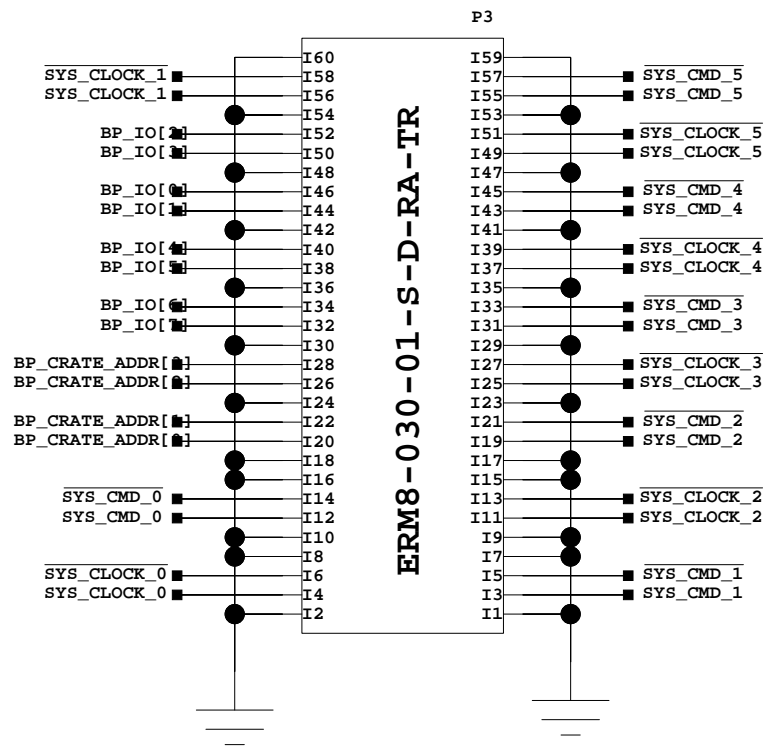 P3
I60 I59
SYS_CLOCK_1 I58 I57 SYS_CMD_5
SYS_CLOCK_1 I56 I55 SYS_CMD_5
I54 I53
BP_IO[2] I52 I51 SYS_CLOCK_5
BP_IO[3] I50 I49 SYS_CLOCK_5
I48 I47
BP_IO[0] I46 I45 SYS_CMD_4
BP_IO[1] I44 I43 SYS_CMD_4
I42 I41
BP_IO[4] I40 I39 SYS_CLOCK_4
BP_IO[5] I38 I37 SYS_CLOCK_4
I36 I35
BP_IO[6] I34 I33 SYS_CMD_3
BP_IO[7] I32 I31 SYS_CMD_3
I30 I29
BP_CRATE_ADDR I28 I27 SYS_CLOCK_3
BP_CRATE_ADDR I26 I25 SYS_CLOCK_3
I24 I23
BP_CRATE_ADDR I22 I21 SYS_CMD_2
BP_CRATE_ADDR I20 I19 SYS_CMD_2
I18 I17
I16 I15
SYS_CMD_0 I14 I13 SYS_CLOCK_2
SYS_CMD_0 I12 I11 SYS_CLOCK_2
I10 I9
I8 I7
SYS_CLOCK_0 I6 I5 SYS_CMD_1
SYS_CLOCK_0 I4 I3 SYS_CMD_1
I2 I1
ERM8-030-01-S-D-RA-TR